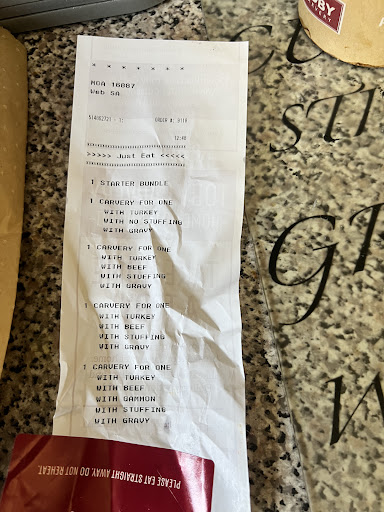 * * * * * * *
MOA 16087
Web SA
12:40
>>>>> Just Eat <<<<<
1 STARTER BUNDLE
1 CARVERY FOR ONE
WITH TURKEY
WITH NO STUFFING
WITH GRAVY
1 CARVERY FOR ONE
WITH TURKEY
WITH BEEF
WITH STUFFING
WITH GRAVY
1 CARVERY FOR ONE
WITH TURKEY
WITH BEEF
WITH STUFFING
WITH GRAVY
1 CARVERY FOR ONE
WITH TURKEY
WITH BEEF
WITH GAMMON
WITH STUFFING
WITH GRAVY
PLEASE EAT STRAIGHT AWAY. DO NOT REHEAT.
BY